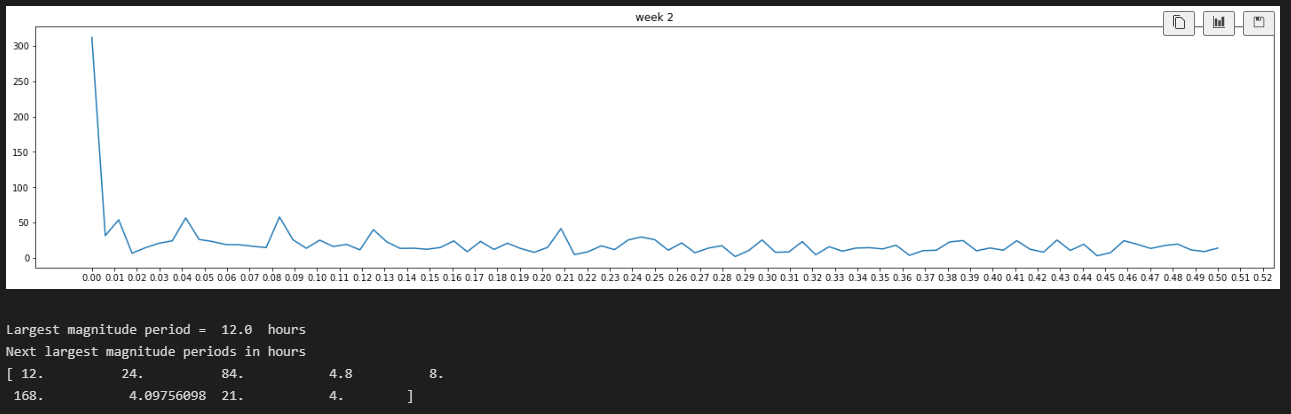 week 2
300
250
200
150
100
50
0
0.00 0.01 0.02 0.03 0.04 0.05 0.06 0.07 0.08 0.09 0.10 0.11 0.12 0.13 0.14 0.15 0.16 0.17 0.18 0.19 0.20 0.21 0.22 0.23 0.24 0.25 0.26 0.27 0.28 0.29 0.30 0.31 0.32 0.33 0.34 0.35 0.36 0.37 0.38 0.39 0.40 0.41 0.42 0.43 0.44 0.45 0.46 0.47 0.48 0.49 0.50 0.51 0.52
Largest magnitude period =  12.0  hours
Next largest magnitude periods in hours
[ 12.          24.          84.           4.8          8.
 168.           4.09756098  21.           4.        ]